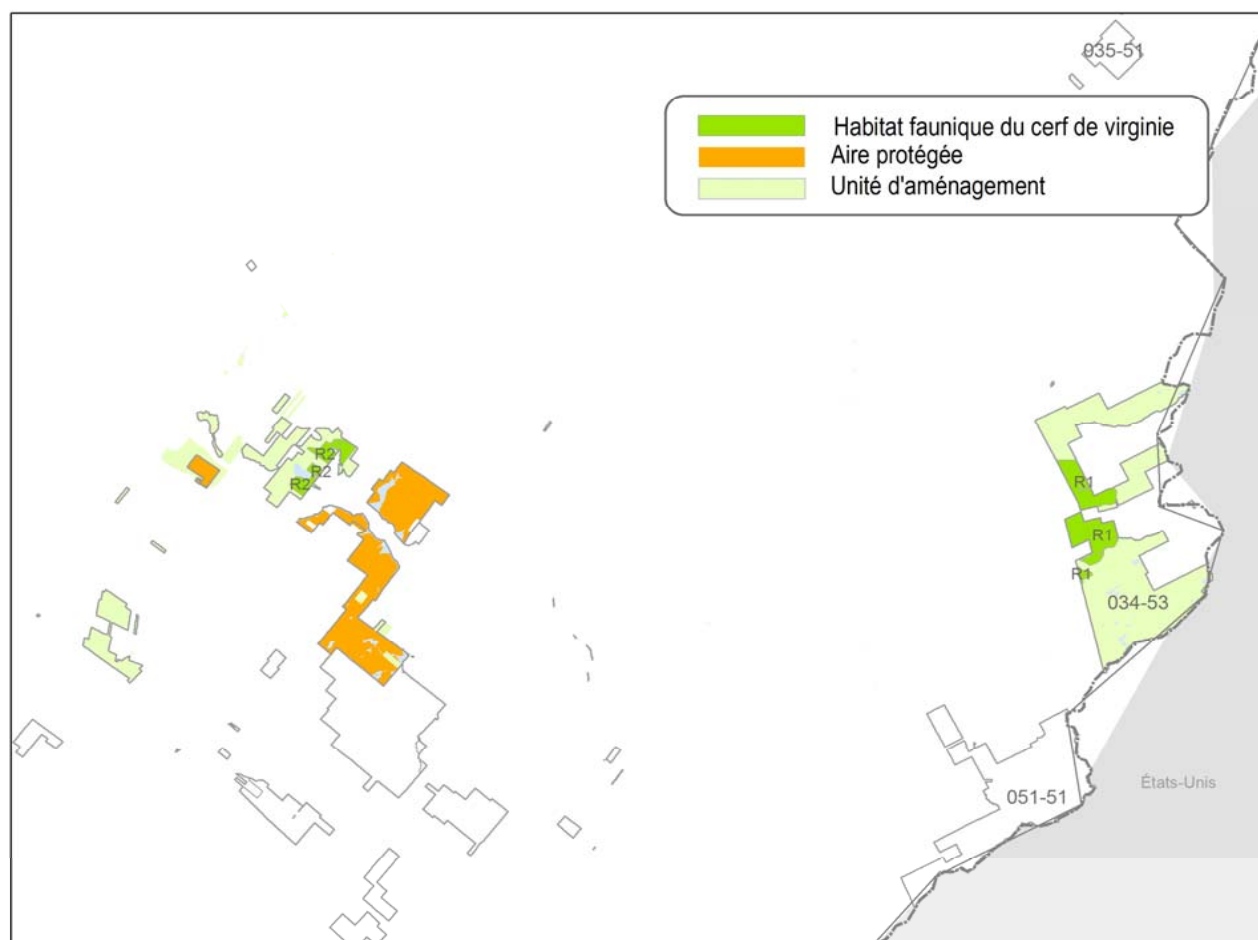 035-51
Habitat faunique du cerf de virginie
Aire protégée
Unité d'aménagement
R2
R2
R2
R1
R1
R1
034-53
États-Unis
051-51